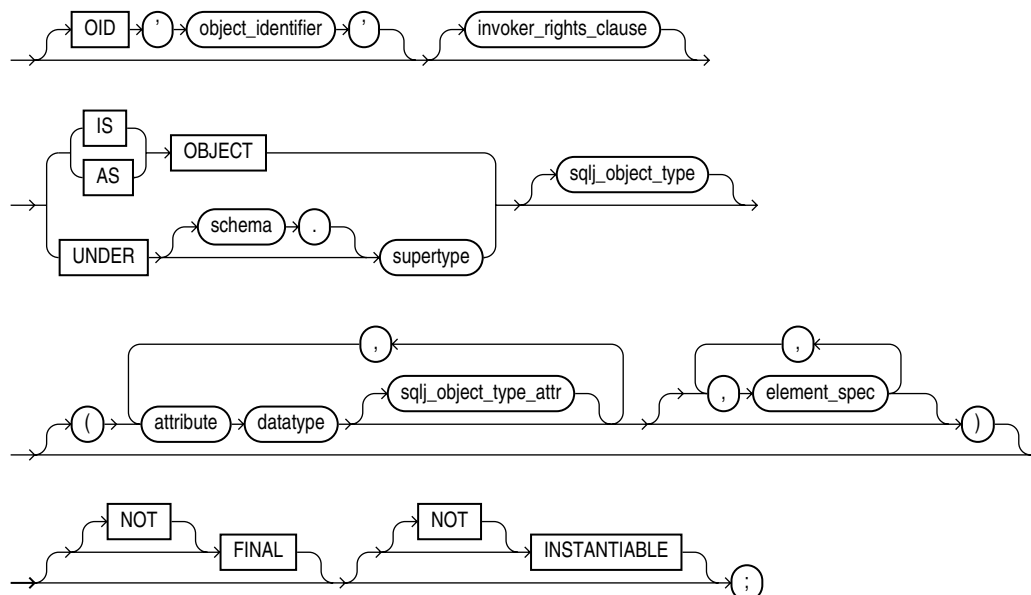 OID ' object_identifier ' invoker_rights_clause
IS
OBJECT
AS
sqlj_object_type
schema .
UNDER supertype
, ,
sqlj_object_type_attr
( attribute datatype , element_spec )
NOT NOT
FINAL INSTANTIABLE
;